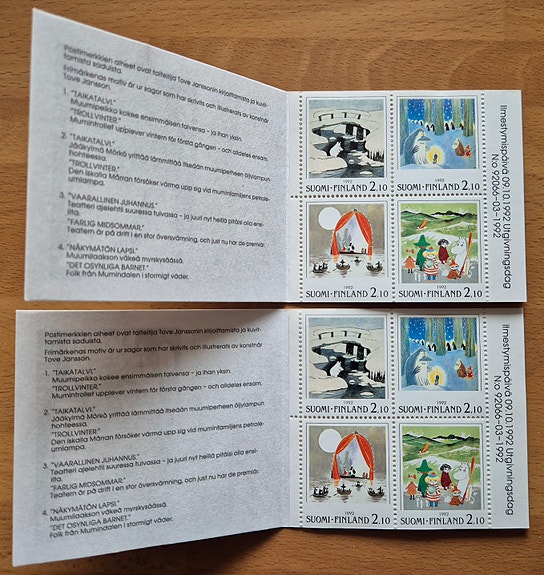 Postimerkkien aiheet ovat taiteilija Tove Janssonin kirjoittamista ja kuvit-
tamista saduista.
Frimärkenas motiv är ur sagor som har skrivits och illustrerats av konstnär
Tove Jansson.
1. "TAIKATALVI."
Muumipeikko kokee ensimmäisen talvensa – ja ihan yksin.
"TROLLVINTER."
Mumintrollet upplever vintern för första gången – och alldeles ensam.
2. "TAIKATALVI."
Jääkylmä Mörkö yrittää lämmittää itseään muumiperheen öljylampun
hohteessa.
"TROLLVINTER."
Den iskalla Mårran försöker värma upp sig vid muminfamiljens petrole-
umlampa.
3. "VAARALLINEN JUHANNUS."
Teatteri ajelehtii suuressa tulvassa – ja juuri nyt heillä pitäisi olla ensi-
ilta.
"FARLIG MIDSOMMAR."
Teatern är på drift i en stor översvämning, och just nu har de premiär.
4. "NÄKYMÄTÖN LAPSI."
Muumilaakson väkeä myrskysäässä.
"DET OSYNLIGA BARNET."
Folk från Mumindalen i stormigt väder.
1992
SUOMI-FINLAND 2,10
1992
SUOMI-FINLAND 2,10
1992
SUOMI-FINLAND 2,10
1992
SUOMI-FINLAND 2,10
Ilmestymispäivä 09.10.1992 Utgivningsdag
No 92066-03-1992
Postimerkkien aiheet ovat taiteilija Tove Janssonin kirjoittamista ja kuvit-
tamista saduista.
Frimärkenas motiv är ur sagor som har skrivits och illustrerats av konstnär
Tove Jansson.
1. "TAIKATALVI."
Muumipeikko kokee ensimmäisen talvensa – ja ihan yksin.
"TROLLVINTER."
Mumintrollet upplever vintern för första gången – och alldeles ensam.
2. "TAIKATALVI."
Jääkylmä Mörkö yrittää lämmittää itseään muumiperheen öljylampun
hohteessa.
"TROLLVINTER."
Den iskalla Mårran försöker värma upp sig vid muminfamiljens petrole-
umlampa.
3. "VAARALLINEN JUHANNUS."
Teatteri ajelehtii suuressa tulvassa – ja juuri nyt heillä pitäisi olla ensi-
ilta.
"FARLIG MIDSOMMAR."
Teatern är på drift i en stor översvämning, och just nu har de premiär.
4. "NÄKYMÄTÖN LAPSI."
Muumilaakson väkeä myrskysäässä.
"DET OSYNLIGA BARNET."
Folk från Mumindalen i stormigt väder.
1992
SUOMI-FINLAND 2,10
1992
SUOMI-FINLAND 2,10
1992
SUOMI-FINLAND 2,10
1992
SUOMI-FINLAND 2,10
Ilmestymispäivä 09.10.1992 Utgivningsdag
No 92066-03-1992